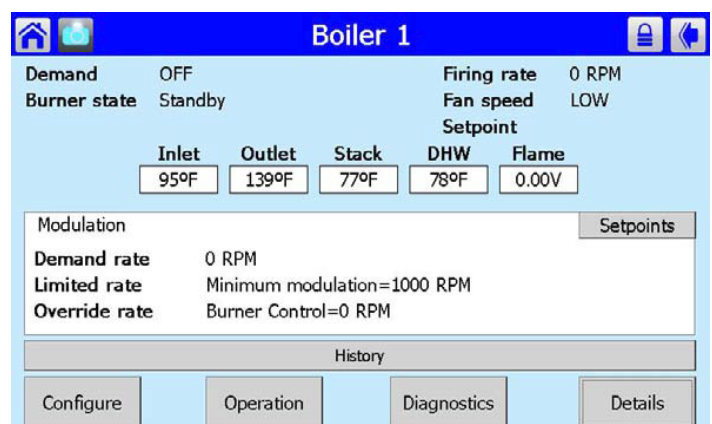 Boiler 1
Demand OFF Firing rate 0 RPM
Burner state Standby Fan speed LOW
Setpoint
Inlet Outlet Stack DHW Flame
95ºF 139ºF 77ºF 78ºF 0.00V
Modulation Setpoints
Demand rate 0 RPM
Limited rate Minimum modulation=1000 RPM
Override rate Burner Control=0 RPM
History
Configure Operation Diagnostics Details